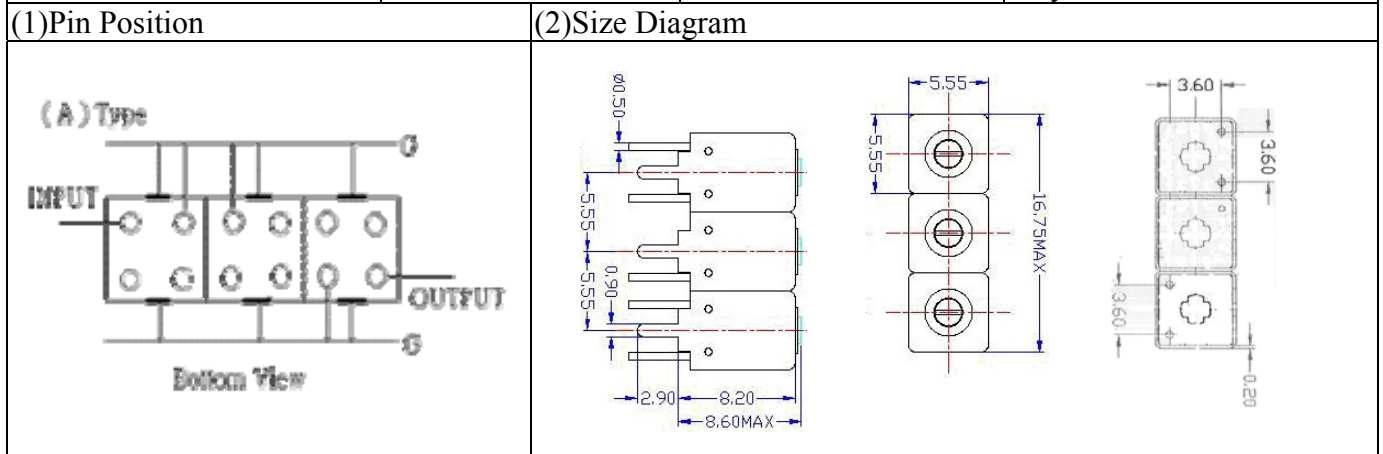 (1)Pin Position
(2)Size Diagram
(A)Type
G
INPUT
OUTPUT
G
Bottom View
ø0.50
5.55
5.55
0.90
2.90
8.20
8.60MAX
5.55
5.55
16.75MAX
3.60
3.60
3.60
0.20